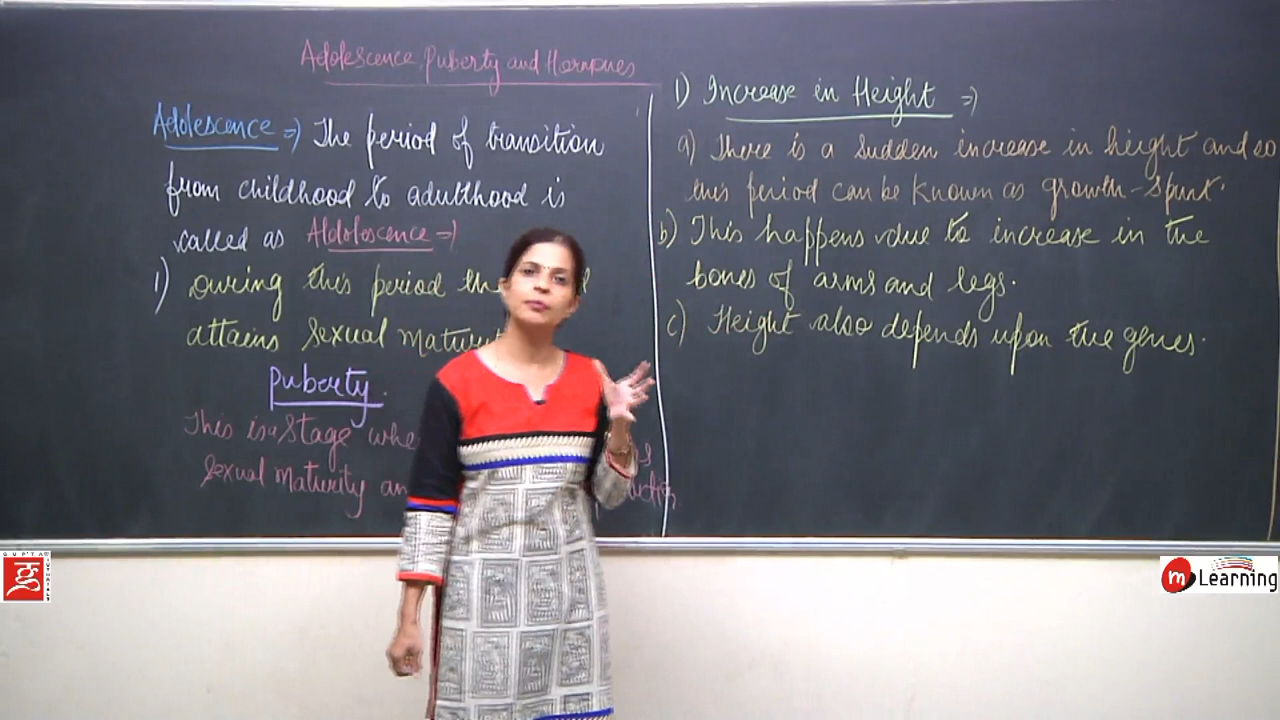 Adolescence, Puberty and Hormones
Adolescence => The period of transition
from childhood to adulthood is
called as Aldoloscence =>
1) During this period the
attains sexual maturi
Puberty.
This is a stage whe
sexual maturity an
1) Increase in Height =>
a) There is a sudden increase in height and so
this period can be known as growth-spurt.
b) This happens due to increase in the
bones of arms and legs.
c) Height also depends upon the genes.
GUPTA
m Learning